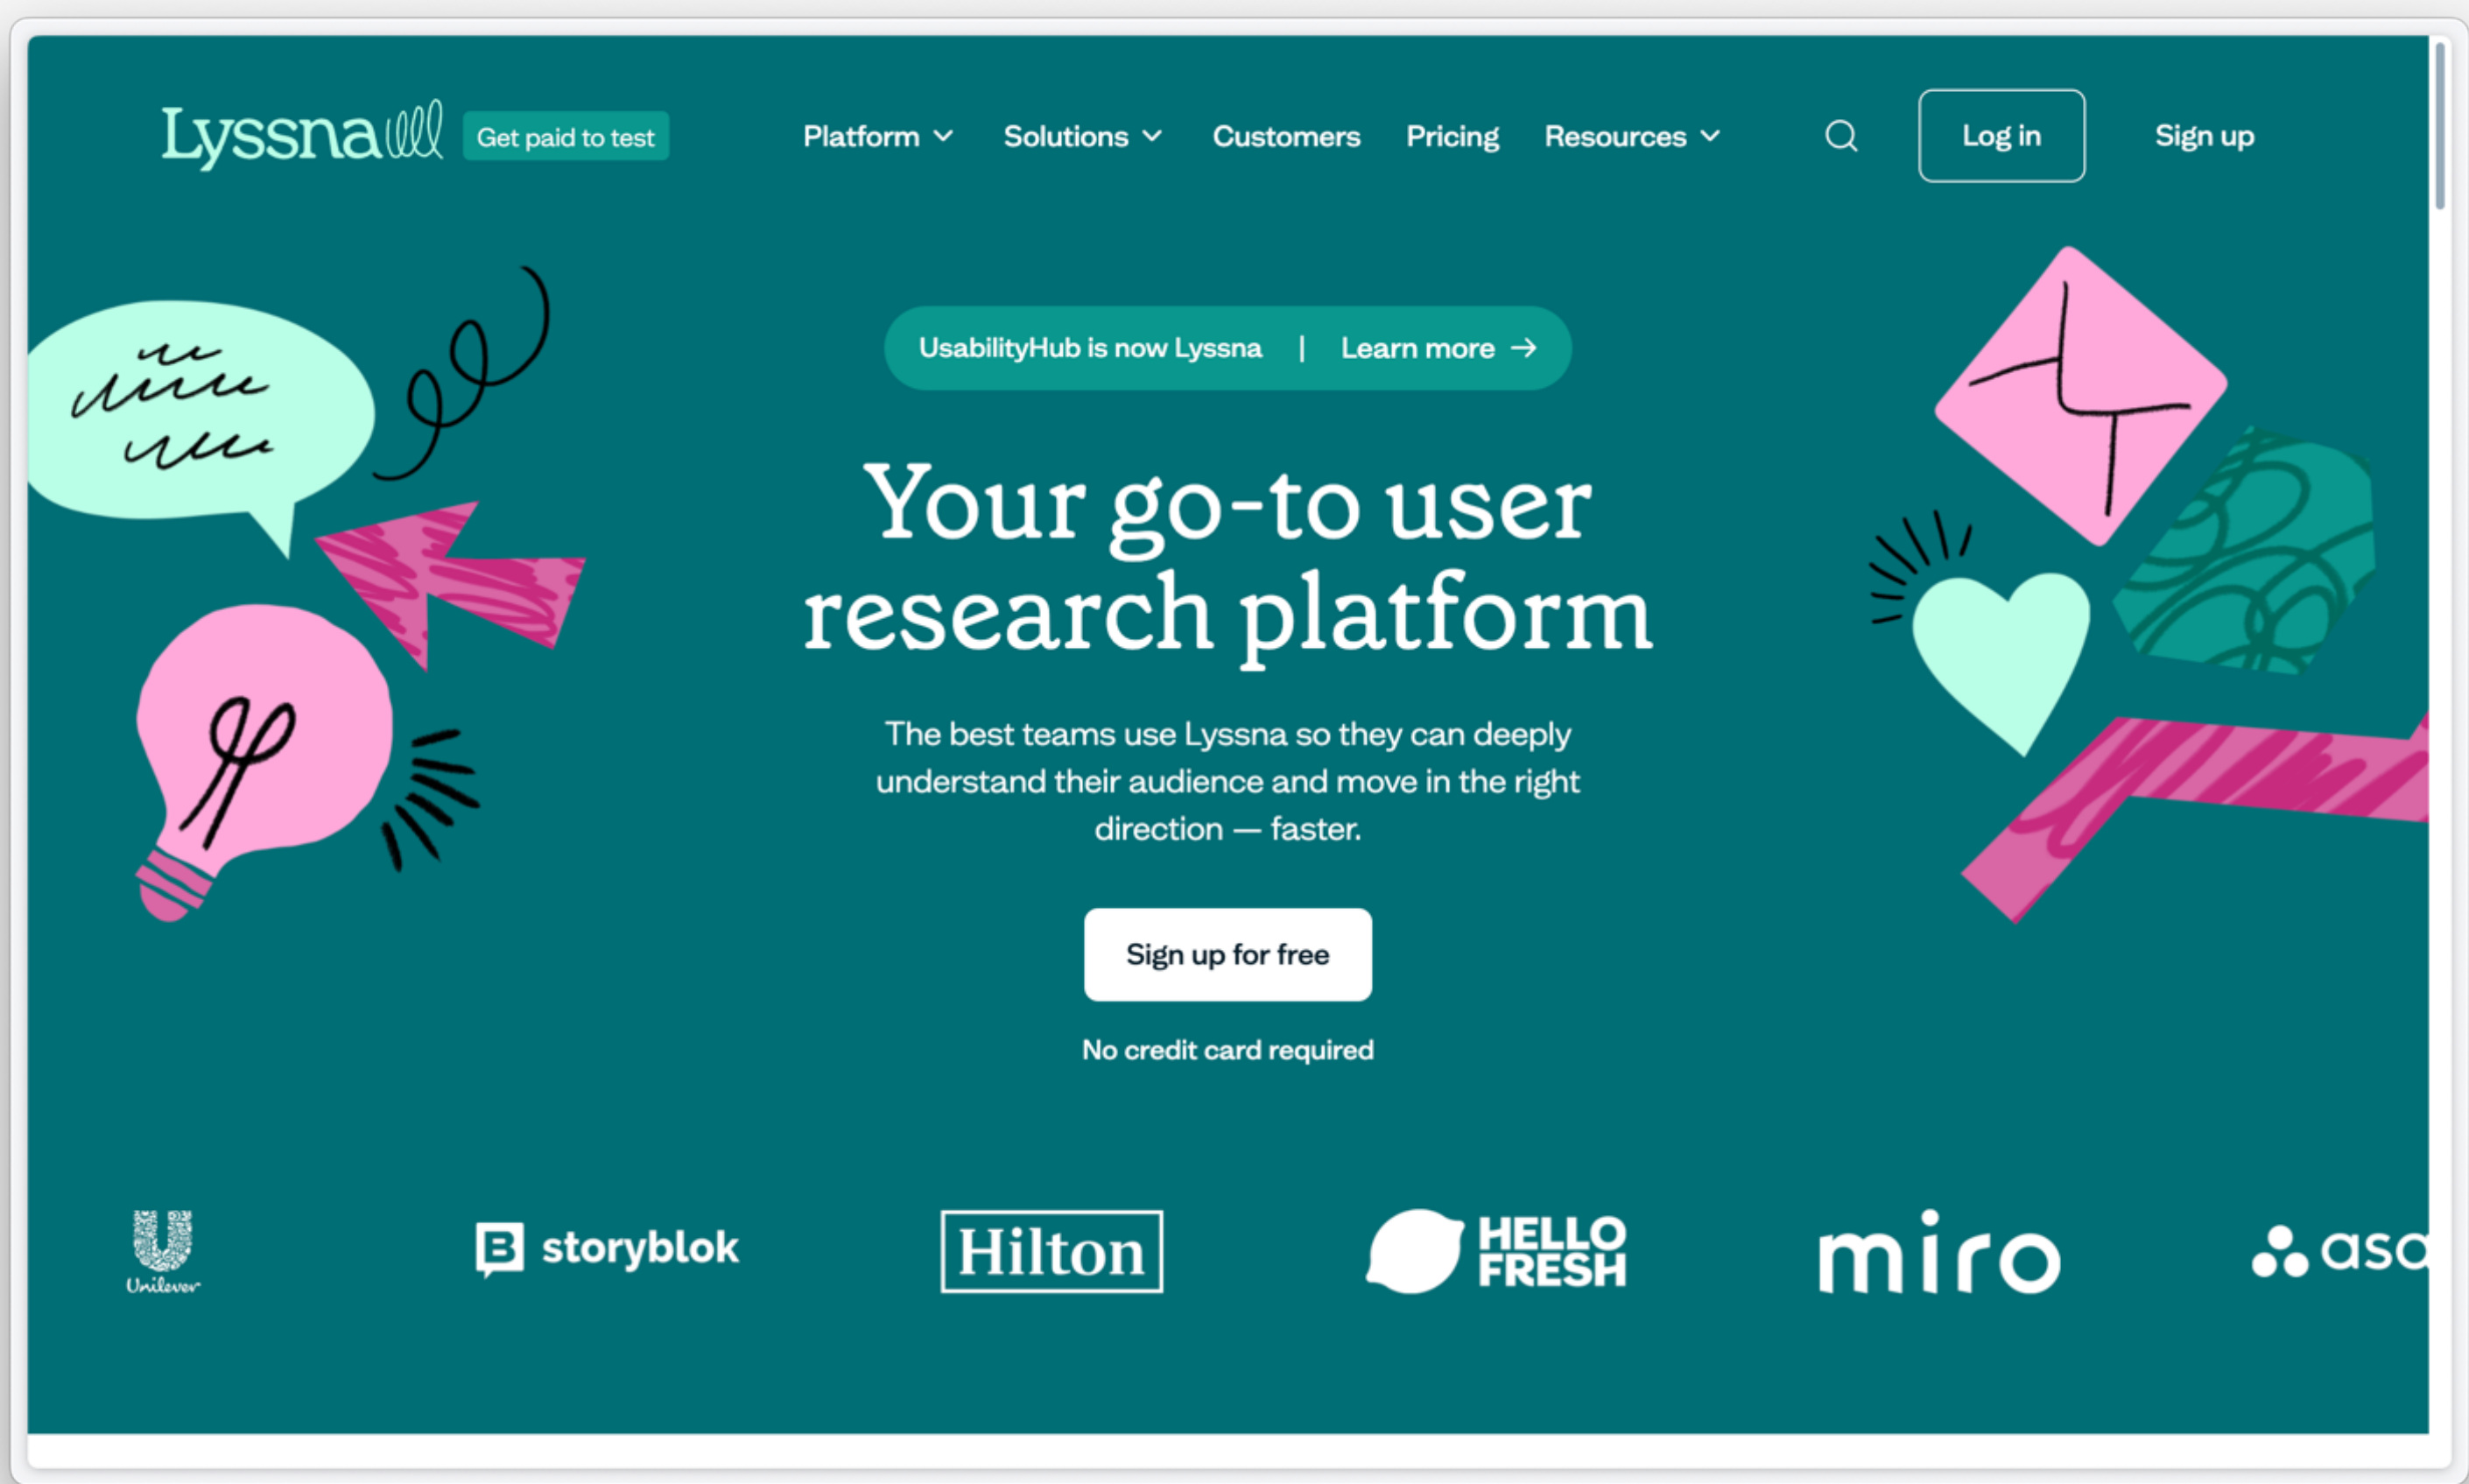 Lyssna Get paid to test Platform Solutions Customers Pricing Resources Log in Sign up
UsabilityHub is now Lyssna | Learn more →
Your go-to user
research platform
The best teams use Lyssna so they can deeply
understand their audience and move in the right
direction — faster.
Sign up for free
No credit card required
Unilever storyblok Hilton HELLO FRESH miro